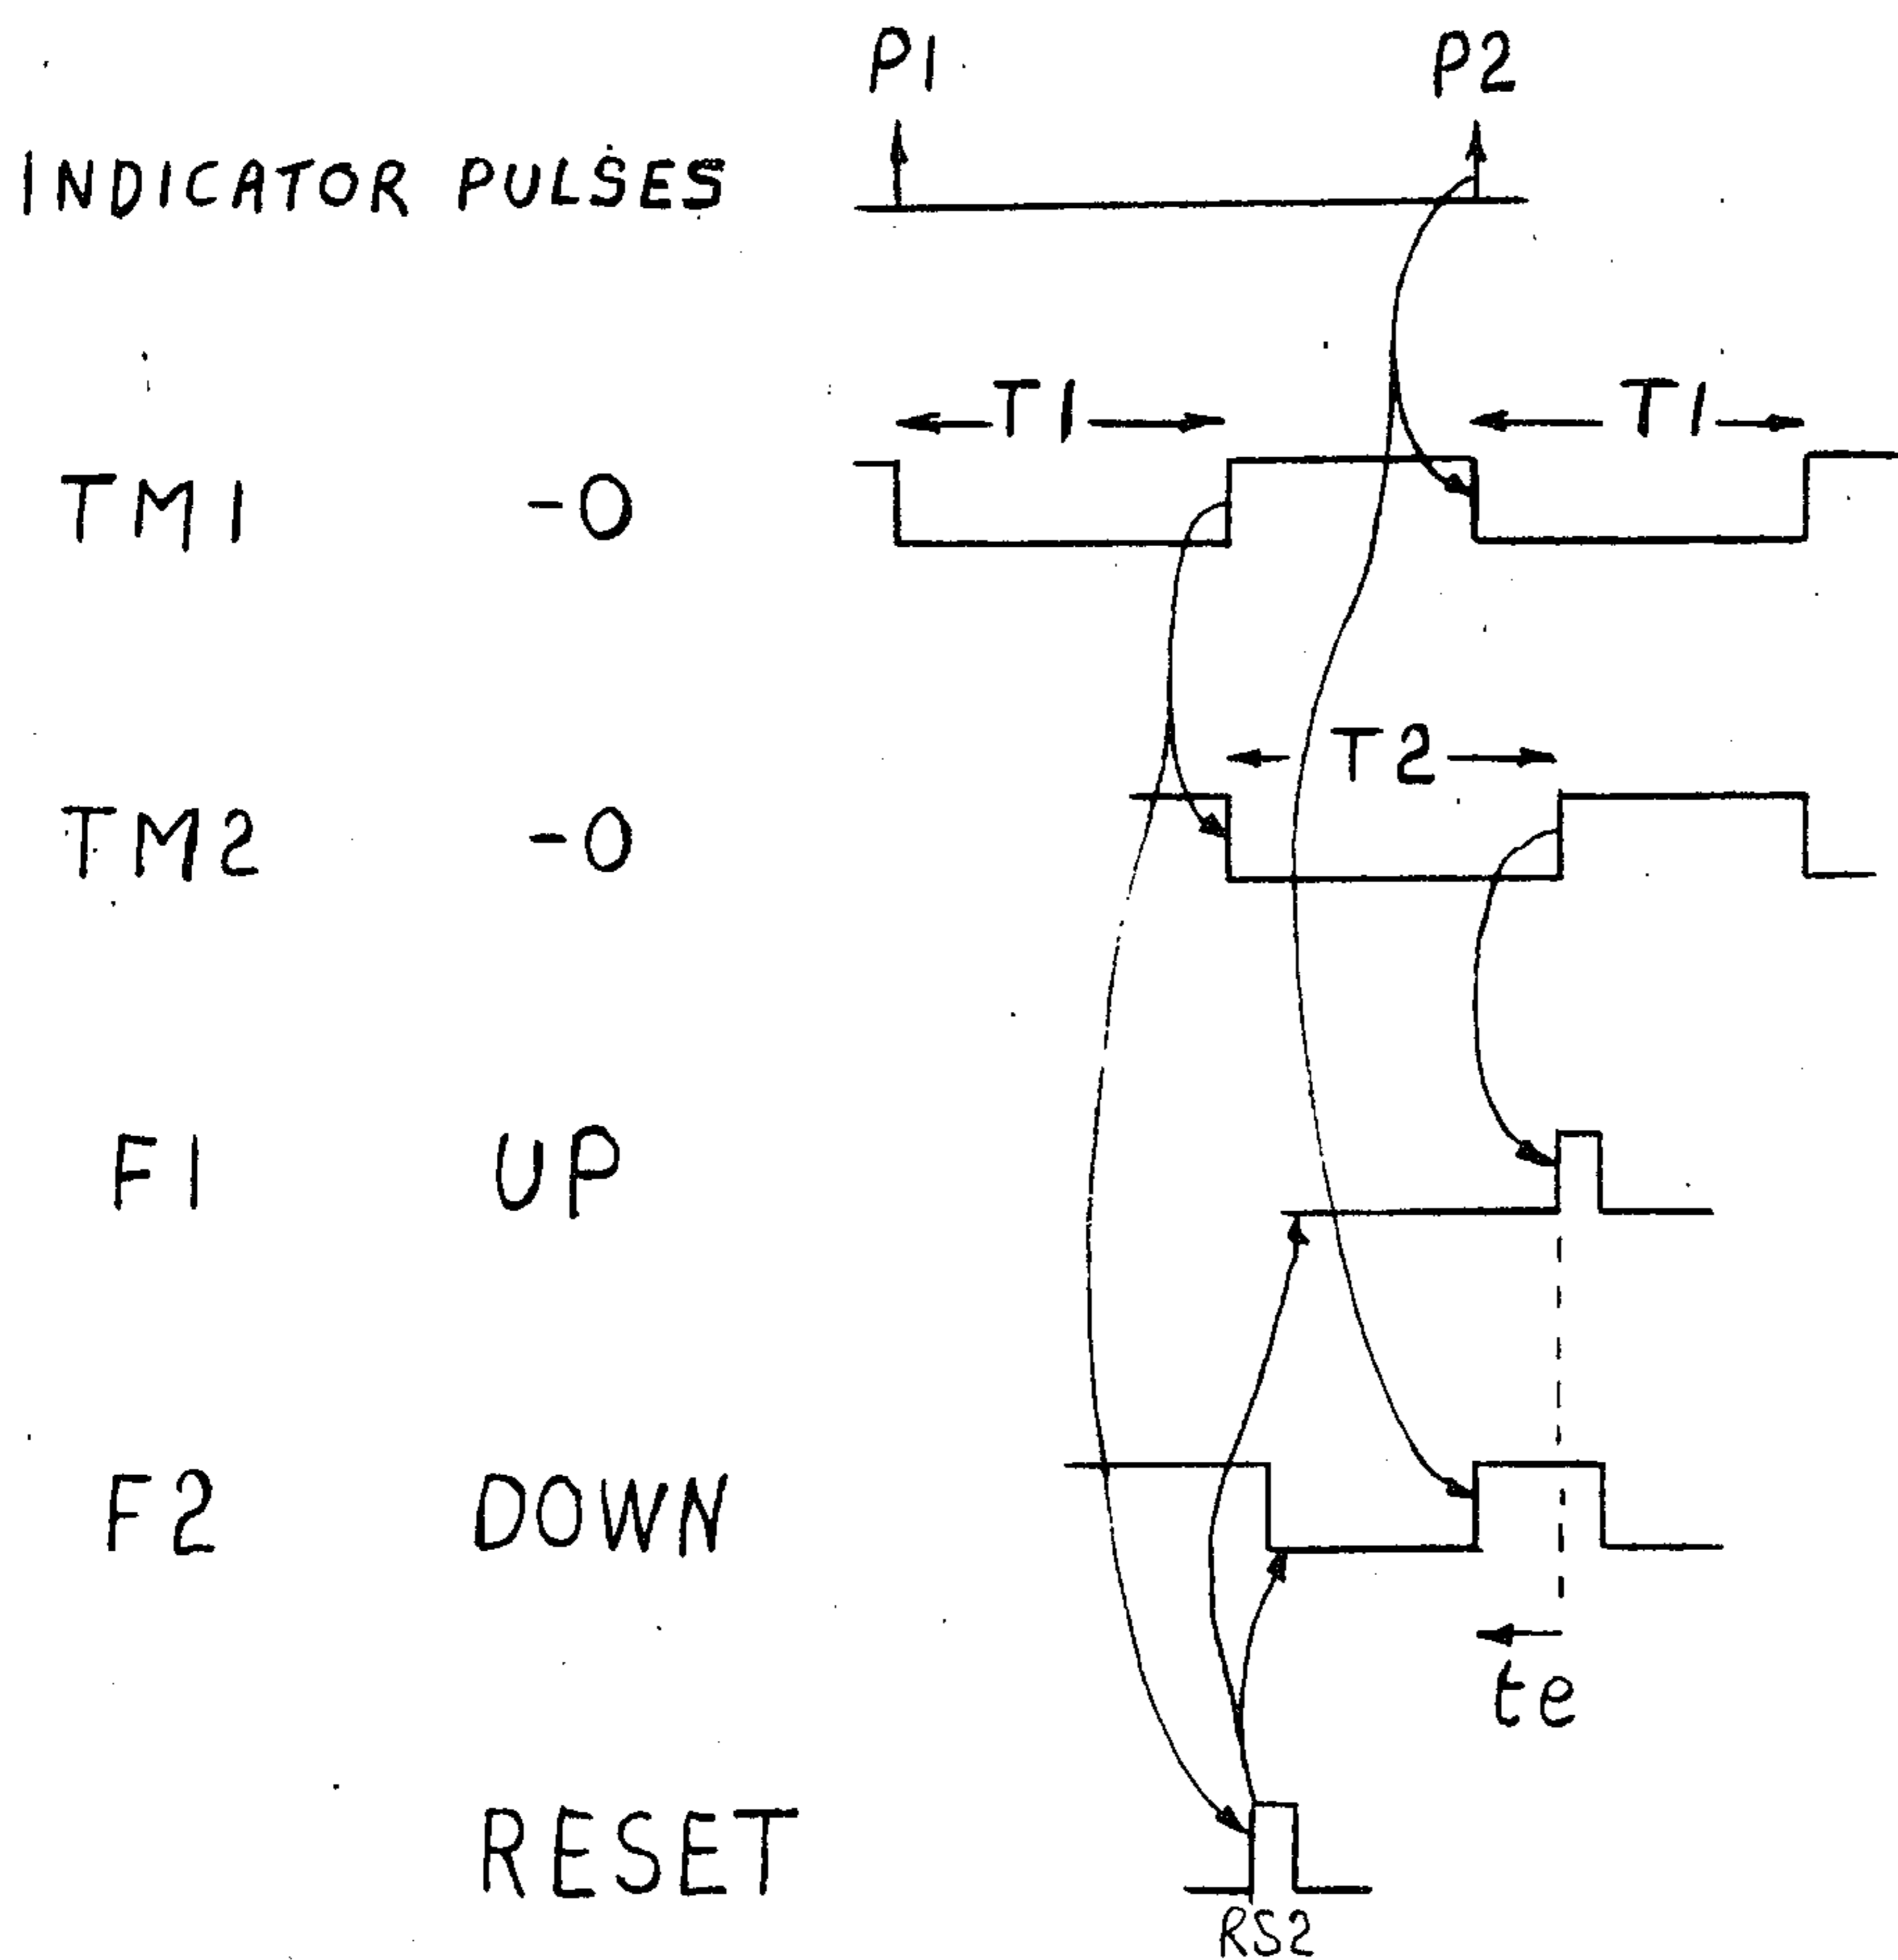 P1 P2
INDICATOR PULSES
T1 T1
TM1 -0
T2
TM2 -0
F1 UP
F2 DOWN
te
RESET
RS2